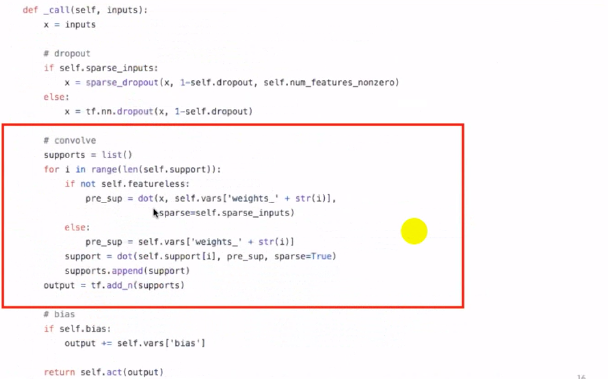 def _call(self, inputs):
x = inputs
# dropout
if self.sparse_inputs:
x = sparse_dropout(x, 1-self.dropout, self.num_features_nonzero)
else:
x = tf.nn.dropout(x, 1-self.dropout)
# convolve
supports = list()
for i in range(len(self.support)):
if not self.featureless:
pre_sup = dot(x, self.vars['weights_' + str(i)],
sparse=self.sparse_inputs)
else:
pre_sup = self.vars['weights_' + str(i)]
support = dot(self.support[i], pre_sup, sparse=True)
supports.append(support)
output = tf.add_n(supports)
# bias
if self.bias:
output += self.vars['bias']
return self.act(output)
16